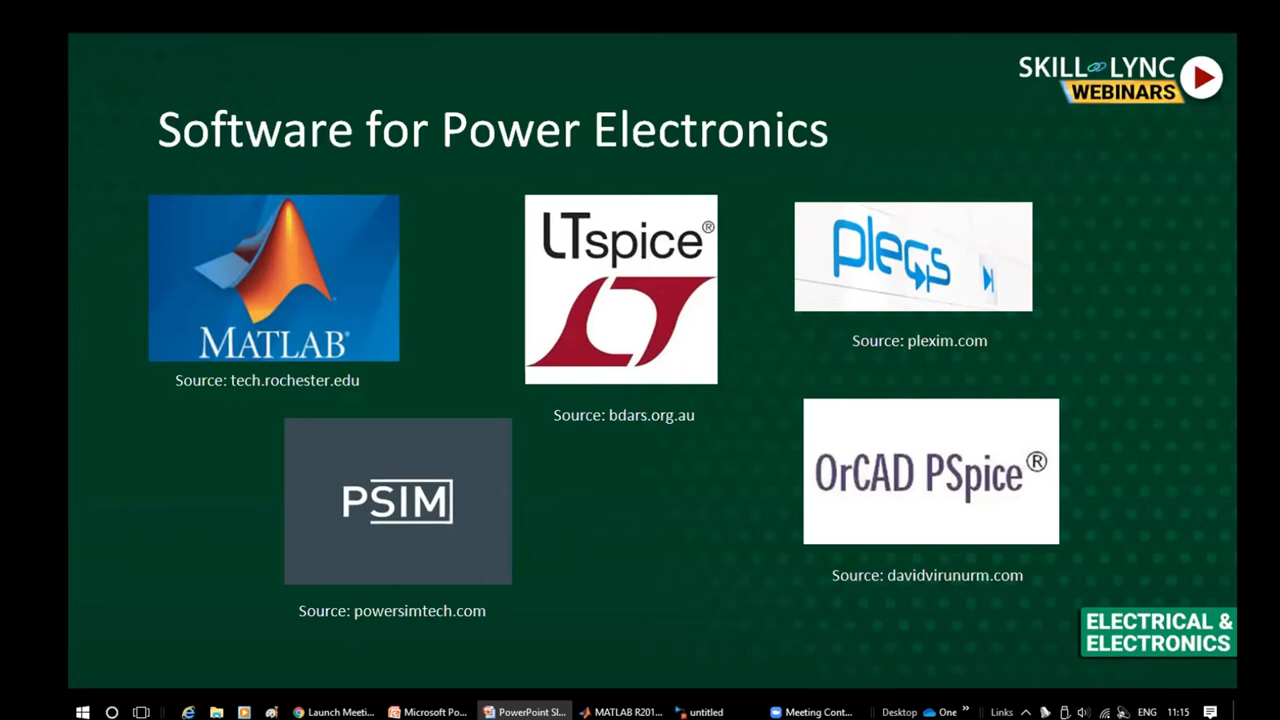 SKILL LYNC
WEBINARS
Software for Power Electronics
MATLAB®
Source: tech.rochester.edu
LTspice®
Source: bdars.org.au
plecs
Source: plexim.com
PSIM
Source: powersimtech.com
OrCAD PSpice®
Source: davidvirunurm.com
ELECTRICAL &
ELECTRONICS
Launch Meeti...
Microsoft Po...
PowerPoint Sl...
MATLAB R201...
untitled
Meeting Cont...
Desktop
One
»
Links
ENG
11:15